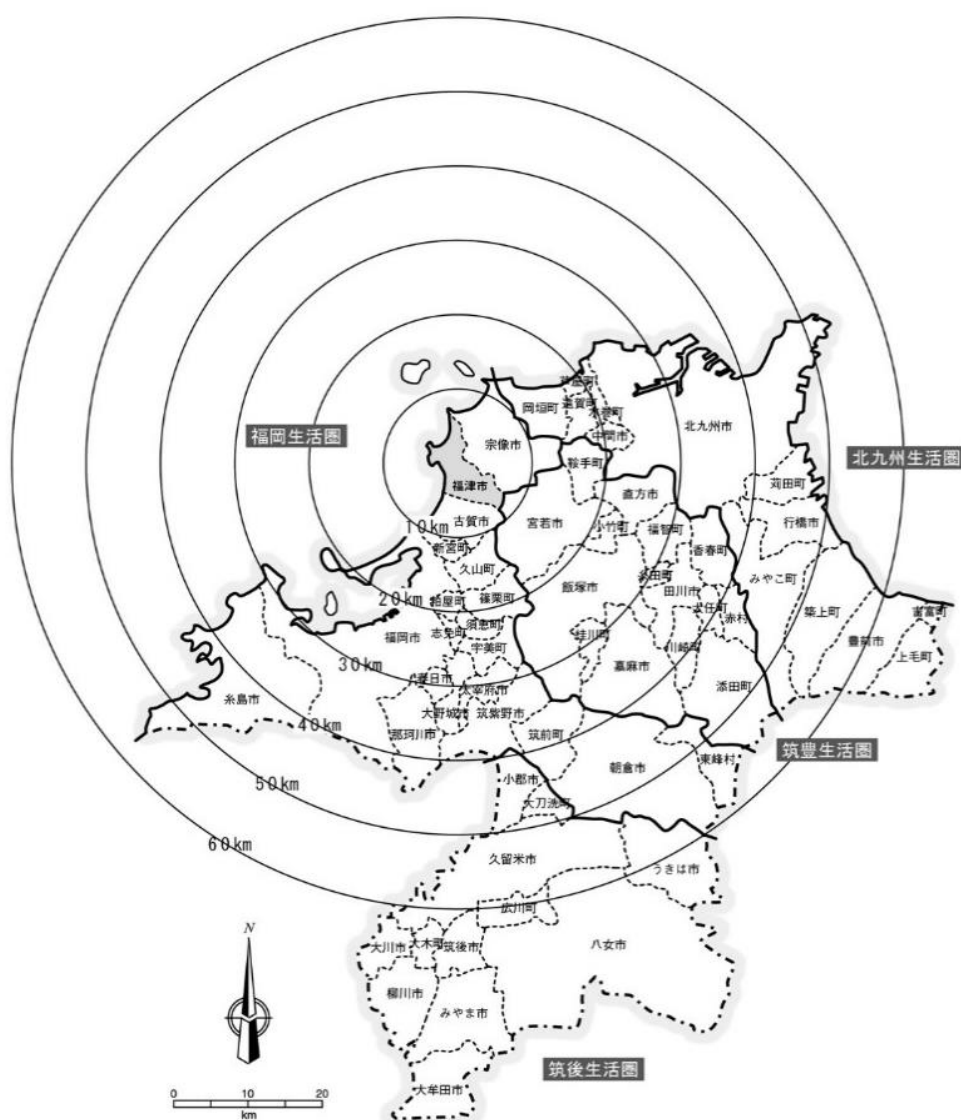 芦屋町
岡垣町
遠賀町
水巻町
北九州市
福岡生活圏
宗像市
中間市
北九州生活圏
鞍手町
福津市
直方市
苅田町
古賀市
宮若市
小竹町
福智町
行橋市
10km
新宮町
香春町
久山町
飯塚市
糸田町
田川市
みやこ町
20km
粕屋町
篠栗町
大任町
赤村
築上町
吉富町
福岡市
志免町
須恵町
宇美町
桂川町
川崎町
豊前市
上毛町
30km
嘉麻市
春日市
太宰府市
添田町
糸島市
大野城市
筑紫野市
40km
那珂川市
筑前町
筑豊生活圏
朝倉市
東峰村
小郡市
50km
大刀洗町
60km
久留米市
うきは市
広川町
N
大川市
大木町
筑後市
八女市
柳川市
みやま市
筑後生活圏
大牟田市
0 10 20
km